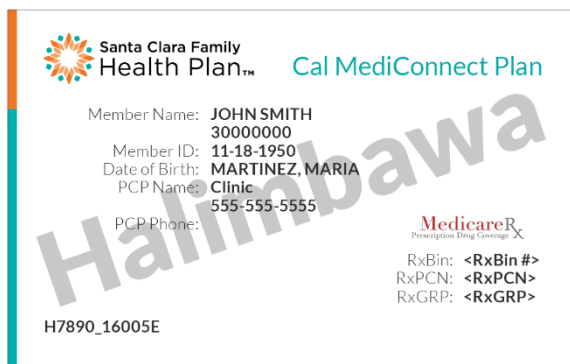 Santa Clara Family
Health Plan™
Cal MediConnect Plan
Member Name: JOHN SMITH
30000000
Member ID: 11-18-1950
Date of Birth: MARTINEZ, MARIA
PCP Name: Clinic
555-555-5555
PCP Phone:
Halimbawa
MedicareRx
Prescription Drug Coverage
RxBin: <RxBin #>
RxPCN: <RxPCN>
RxGRP: <RxGRP>
H7890_16005E